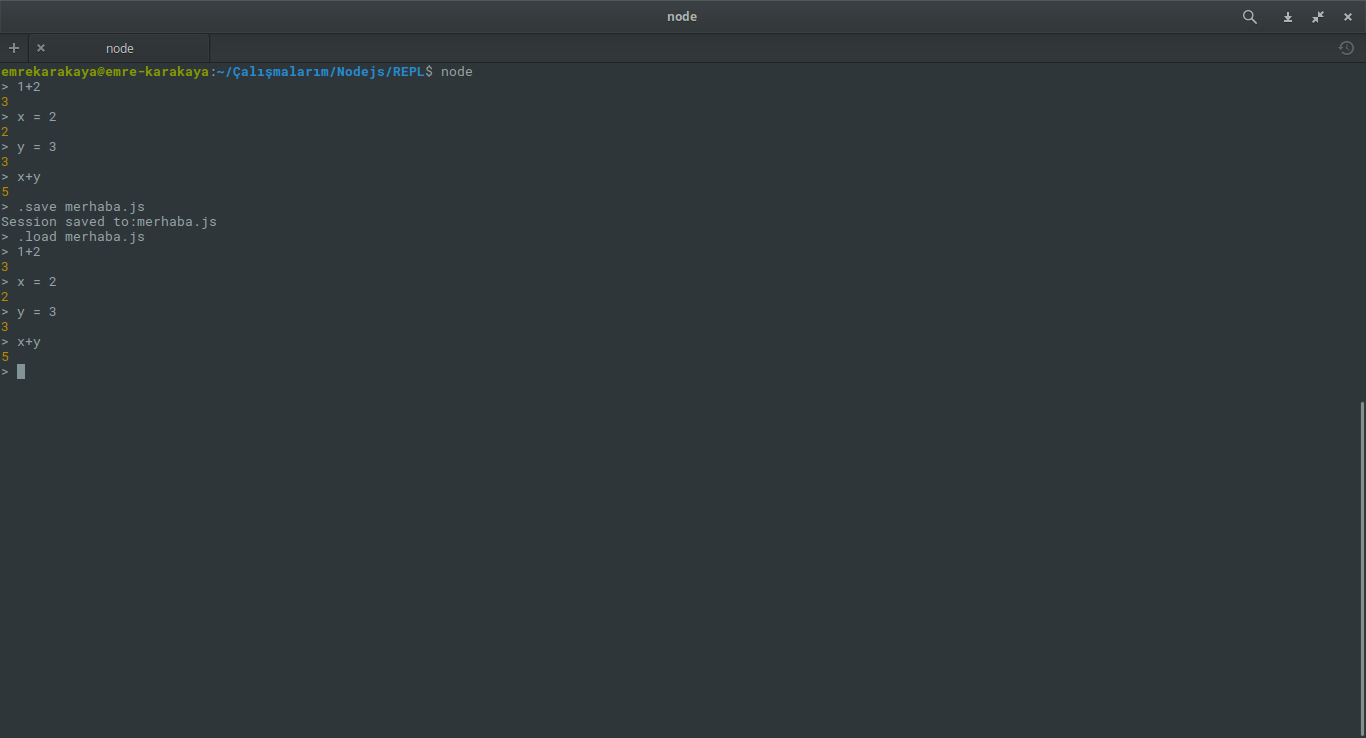 node
node
emrekarakaya@emre-karakaya:~/Çalışmalarım/Nodejs/REPL$ node
> 1+2
3
> x = 2
2
> y = 3
3
> x+y
5
> .save merhaba.js
Session saved to:merhaba.js
> .load merhaba.js
> 1+2
3
> x = 2
2
> y = 3
3
> x+y
5
>